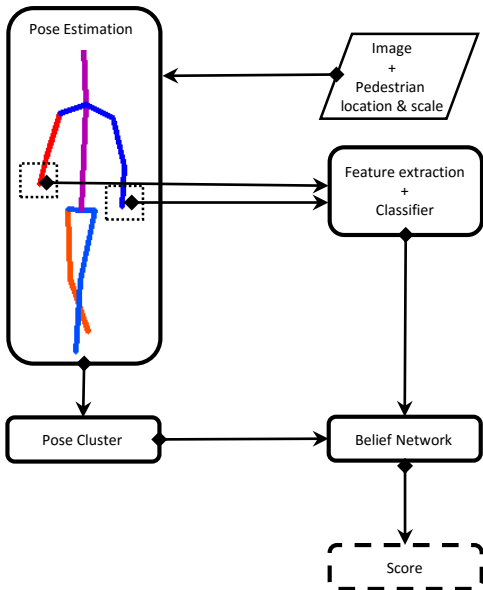 Pose Estimation
Image
+
Pedestrian
location & scale
Feature extraction
+
Classifier
Pose Cluster
Belief Network
Score